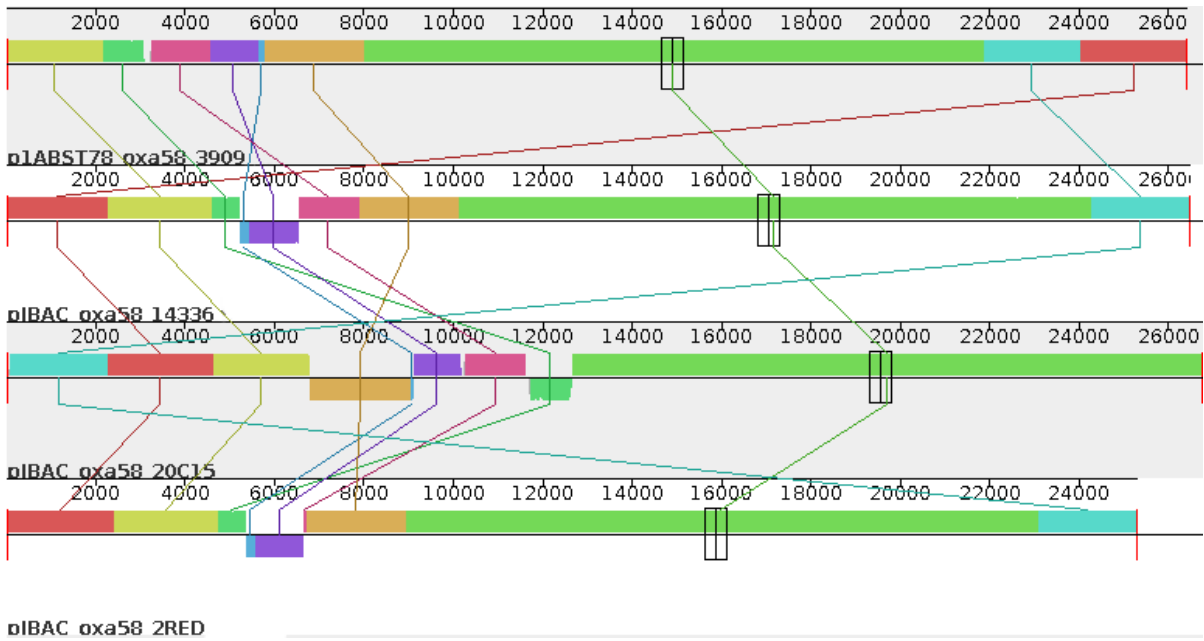 2000 4000 6000 8000 10000 12000 14000 16000 18000 20000 22000 24000 2600
p1ABST78_oxa58_3909
2000 4000 6000 8000 10000 12000 14000 16000 18000 20000 22000 24000 2600
pIBAC_oxa58_14336
2000 4000 6000 8000 10000 12000 14000 16000 18000 20000 22000 24000 26000
pIBAC_oxa58_20C15
2000 4000 6000 8000 10000 12000 14000 16000 18000 20000 22000 24000
pIBAC_oxa58_2RED